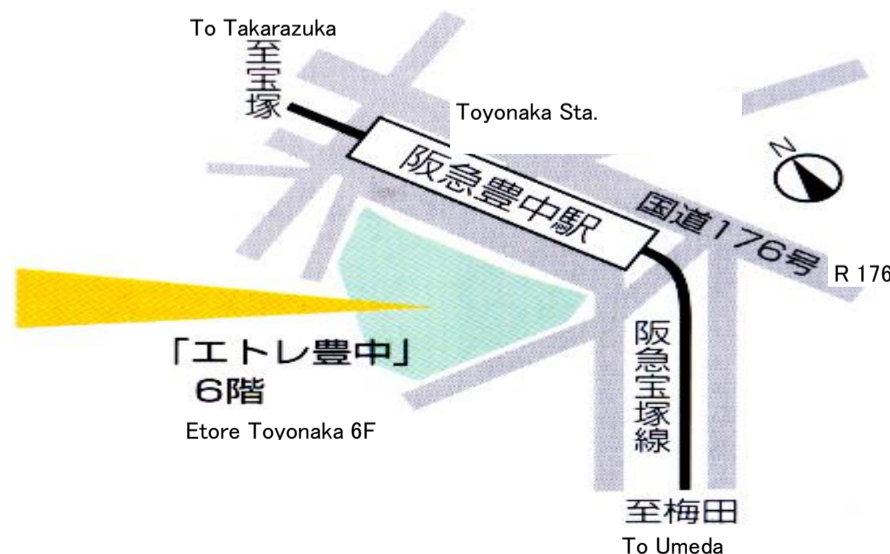 To Takarazuka
至宝塚
Toyonaka Sta.
阪急豊中駅
N
国道176号
R 176
「エトレ豊中」
6階
Etore Toyonaka 6F
阪急宝塚線
至梅田
To Umeda